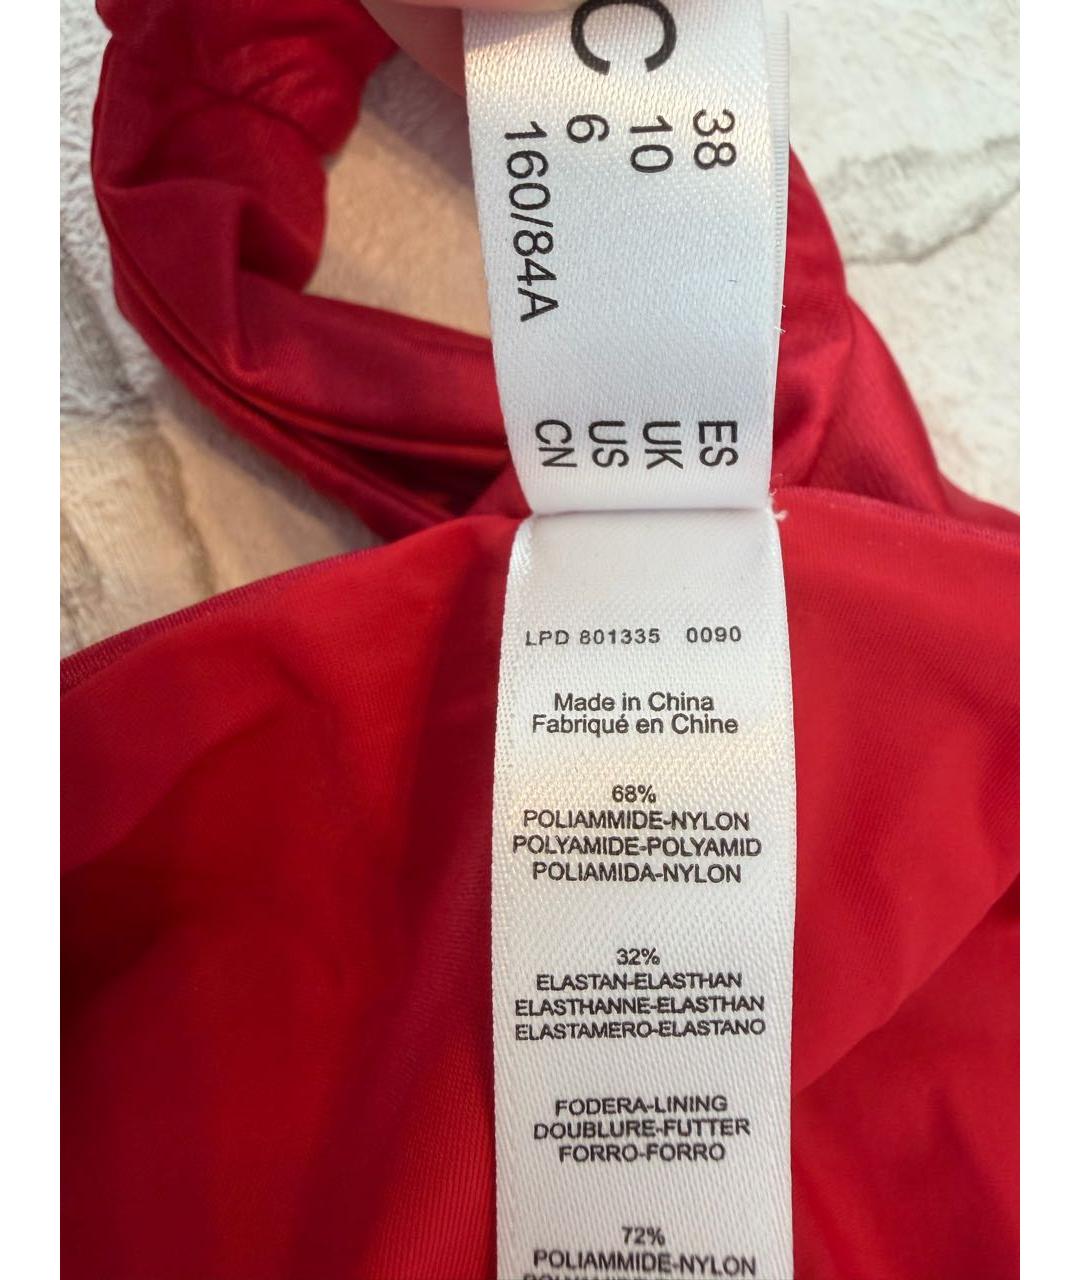 C
38 ES
10 UK
6 US
160/84A CN
LPD 801335 0090
Made in China
Fabriqué en Chine
68%
POLIAMMIDE-NYLON
POLYAMIDE-POLYAMID
POLIAMIDA-NYLON
32%
ELASTAN-ELASTHAN
ELASTHANNE-ELASTHAN
ELASTAMERO-ELASTANO
FODERA-LINING
DOUBLURE-FUTTER
FORRO-FORRO
72%
POLIAMMIDE-NYLON